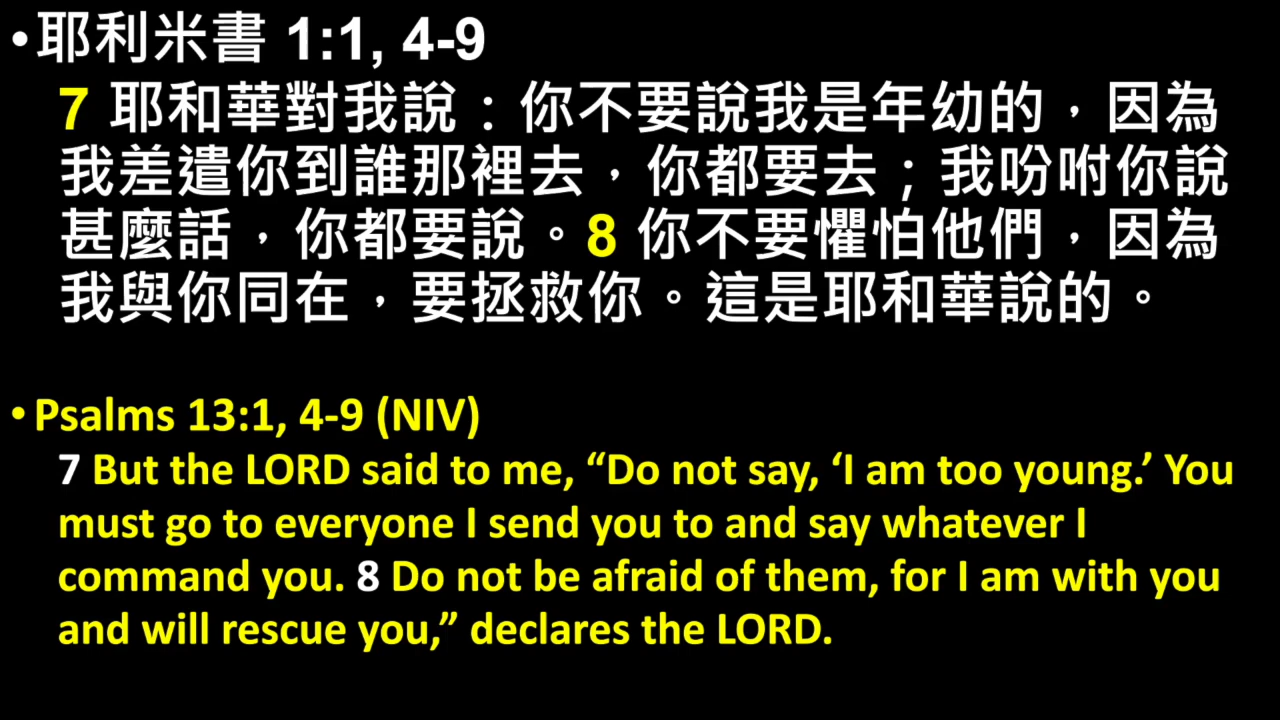 •耶利米書 1:1, 4-9
7 耶和華對我說：你不要說我是年幼的，因為
我差遣你到誰那裡去，你都要去；我吩咐你說
甚麼話，你都要說。8 你不要懼怕他們，因為
我與你同在，要拯救你。這是耶和華說的。
•Psalms 13:1, 4-9 (NIV)
7 But the LORD said to me, “Do not say, ‘I am too young.’ You
must go to everyone I send you to and say whatever I
command you. 8 Do not be afraid of them, for I am with you
and will rescue you,” declares the LORD.